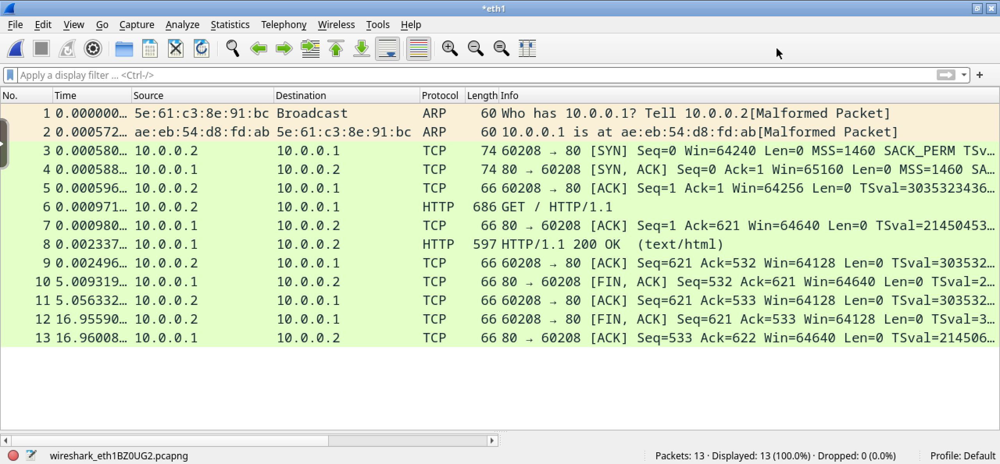 *eth1
File Edit View Go Capture Analyze Statistics Telephony Wireless Tools Help
Apply a display filter ... <Ctrl-/>
No. Time Source Destination Protocol Length Info
1 0.000000… 5e:61:c3:8e:91:bc Broadcast ARP 60 Who has 10.0.0.1? Tell 10.0.0.2[Malformed Packet]
2 0.000572… ae:eb:54:d8:fd:ab 5e:61:c3:8e:91:bc ARP 60 10.0.0.1 is at ae:eb:54:d8:fd:ab[Malformed Packet]
3 0.000580… 10.0.0.2 10.0.0.1 TCP 74 60208 → 80 [SYN] Seq=0 Win=64240 Len=0 MSS=1460 SACK_PERM TSv…
4 0.000588… 10.0.0.1 10.0.0.2 TCP 74 80 → 60208 [SYN, ACK] Seq=0 Ack=1 Win=65160 Len=0 MSS=1460 SA…
5 0.000596… 10.0.0.2 10.0.0.1 TCP 66 60208 → 80 [ACK] Seq=1 Ack=1 Win=64256 Len=0 TSval=3035323436…
6 0.000971… 10.0.0.2 10.0.0.1 HTTP 686 GET / HTTP/1.1
7 0.000980… 10.0.0.1 10.0.0.2 TCP 66 80 → 60208 [ACK] Seq=1 Ack=621 Win=64640 Len=0 TSval=21450453…
8 0.002337… 10.0.0.1 10.0.0.2 HTTP 597 HTTP/1.1 200 OK  (text/html)
9 0.002496… 10.0.0.2 10.0.0.1 TCP 66 60208 → 80 [ACK] Seq=621 Ack=532 Win=64128 Len=0 TSval=303532…
10 5.009319… 10.0.0.1 10.0.0.2 TCP 66 80 → 60208 [FIN, ACK] Seq=532 Ack=621 Win=64640 Len=0 TSval=2…
11 5.056332… 10.0.0.2 10.0.0.1 TCP 66 60208 → 80 [ACK] Seq=621 Ack=533 Win=64128 Len=0 TSval=303532…
12 16.95590… 10.0.0.2 10.0.0.1 TCP 66 60208 → 80 [FIN, ACK] Seq=621 Ack=533 Win=64128 Len=0 TSval=3…
13 16.96008… 10.0.0.1 10.0.0.2 TCP 66 80 → 60208 [ACK] Seq=533 Ack=622 Win=64640 Len=0 TSval=214506…
wireshark_eth1BZ0UG2.pcapng Packets: 13 · Displayed: 13 (100.0%) · Dropped: 0 (0.0%) Profile: Default